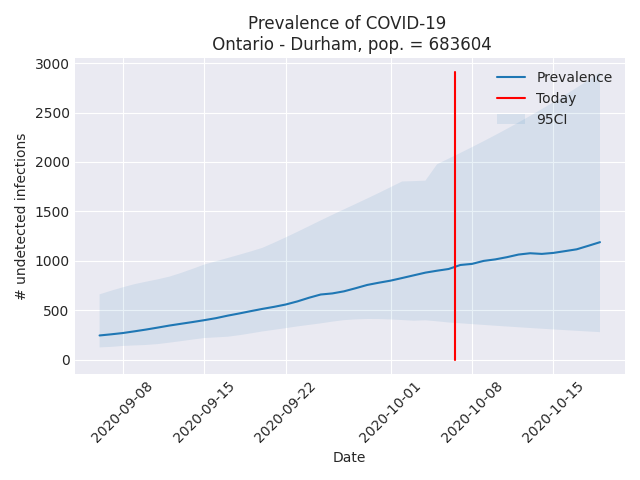 Prevalence of COVID-19
Ontario - Durham, pop. = 683604
3000
2500
2000
1500
1000
500
0
# undetected infections
Prevalence
Today
95CI
2020-09-08
2020-09-15
2020-09-22
2020-10-01
2020-10-08
2020-10-15
Date